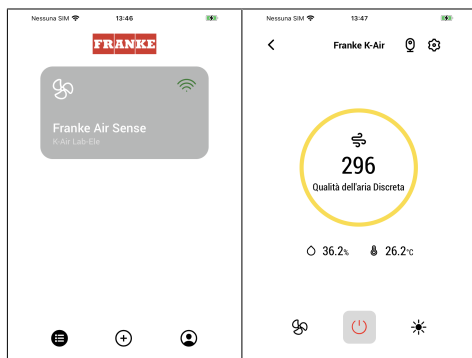 Nessuna SIM 13:46
FRANKE
Franke Air Sense
K-Air Lab-Efe
Nessuna SIM 13:47
Franke K-Air
296
Qualità dell'aria Discreta
36.2% 26.2°C